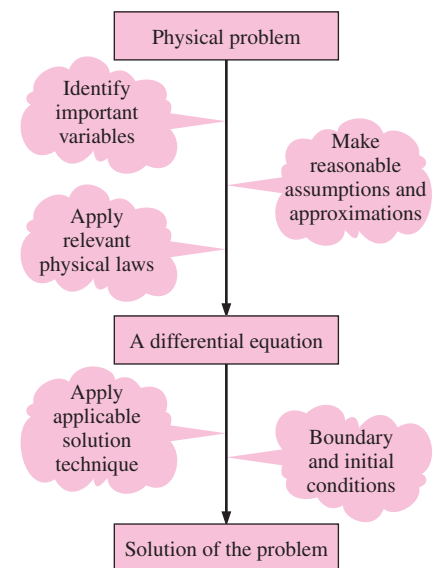 Physical problem
Identify
important
variables
Make
reasonable
assumptions and
approximations
Apply
relevant
physical laws
A differential equation
Apply
applicable
solution
technique
Boundary
and initial
conditions
Solution of the problem